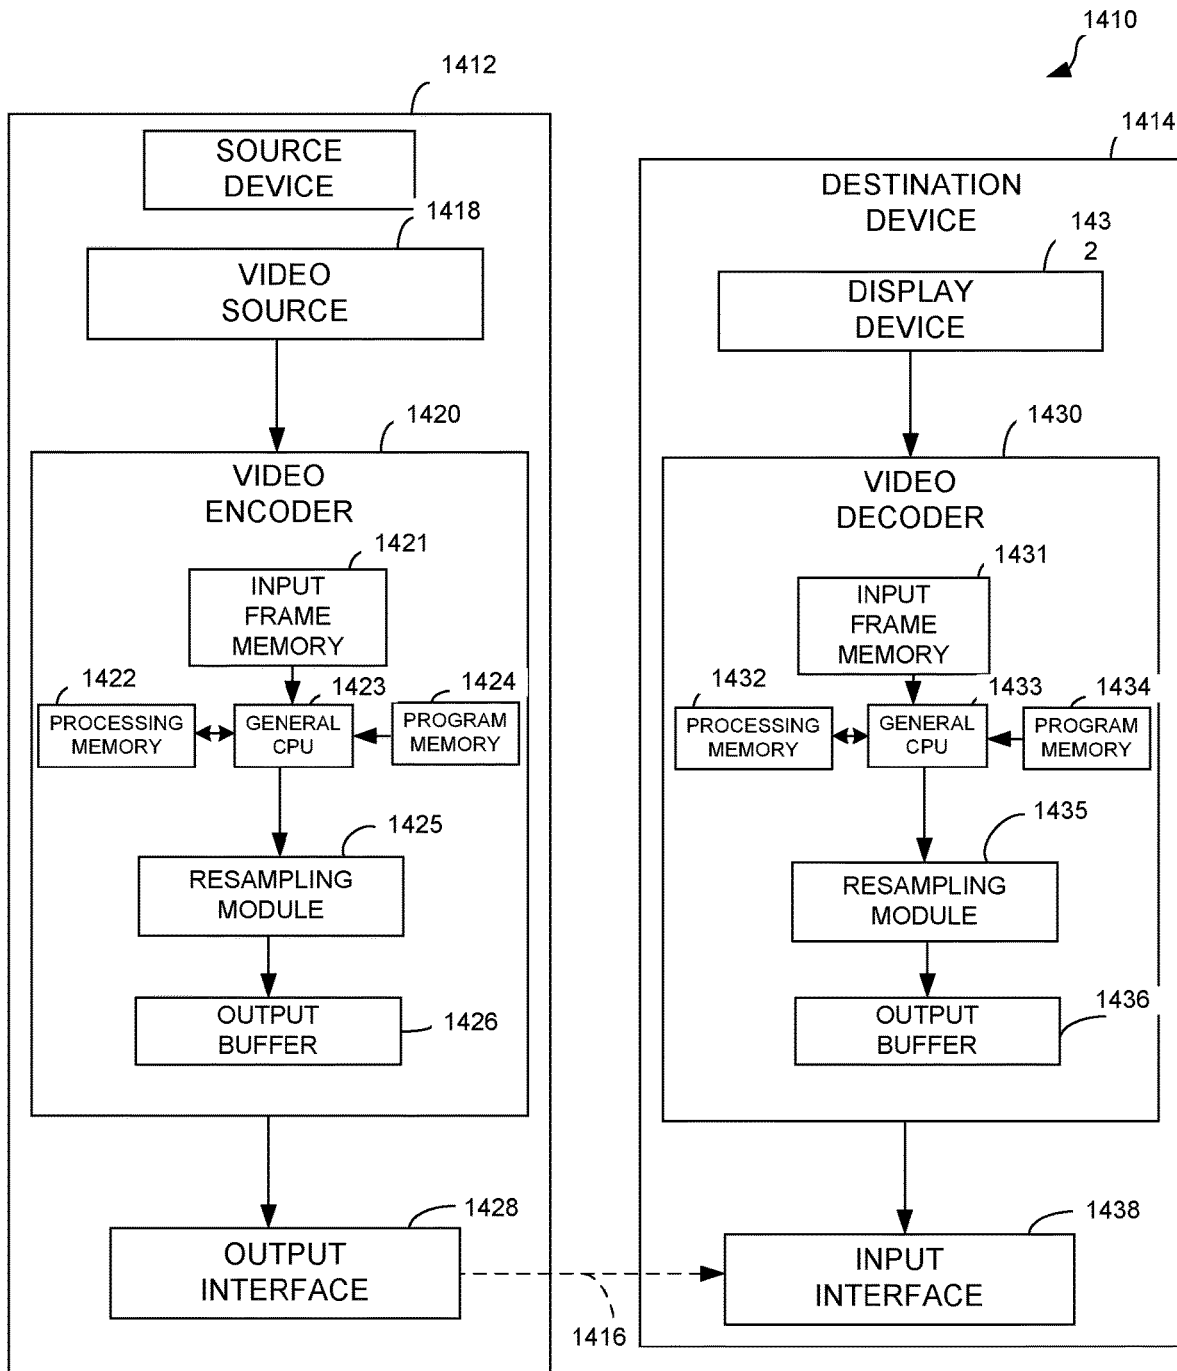 1410
1412
SOURCE
DEVICE
1418
VIDEO
SOURCE
1420
VIDEO
ENCODER
1421
INPUT
FRAME
MEMORY
1422
1423
1424
PROCESSING
MEMORY
GENERAL
CPU
PROGRAM
MEMORY
1425
RESAMPLING
MODULE
OUTPUT
BUFFER
1426
1428
OUTPUT
INTERFACE
1416
1414
DESTINATION
DEVICE
143
2
DISPLAY
DEVICE
1430
VIDEO
DECODER
1431
INPUT
FRAME
MEMORY
1432
1433
1434
PROCESSING
MEMORY
GENERAL
CPU
PROGRAM
MEMORY
1435
RESAMPLING
MODULE
1436
OUTPUT
BUFFER
1438
INPUT
INTERFACE